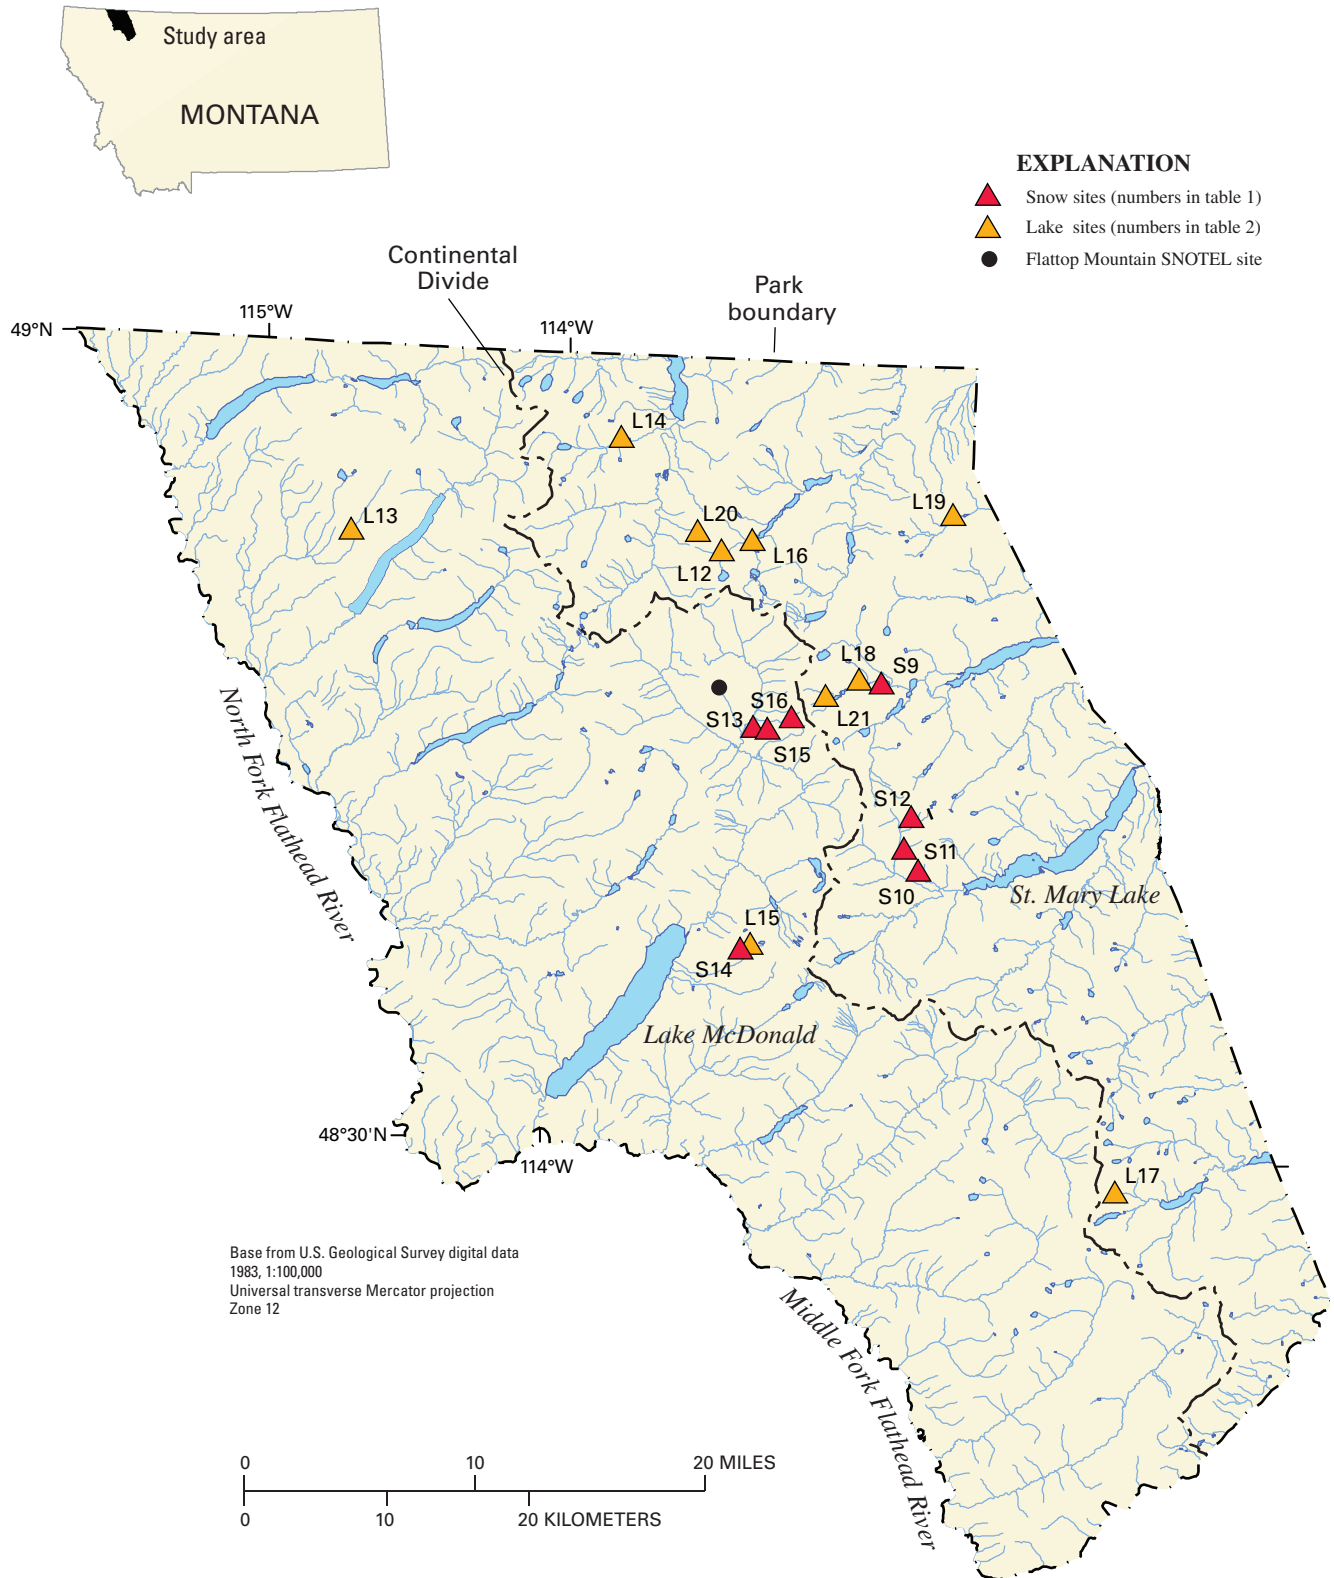 Study area
MONTANA
EXPLANATION
Snow sites (numbers in table 1)
Lake sites (numbers in table 2)
Flattop Mountain SNOTEL site
Continental
Divide
Park
boundary
115°W
114°W
49°N
L14
L13
L19
L20
L16
L12
L18
S9
S16
L21
S13
S15
S12
S11
S10
St. Mary Lake
North Fork Flathead River
L15
S14
Lake McDonald
48°30'N
114°W
L17
Base from U.S. Geological Survey digital data
1983, 1:100,000
Universal transverse Mercator projection
Zone 12
Middle Fork Flathead River
0 10 20 MILES
0 10 20 KILOMETERS